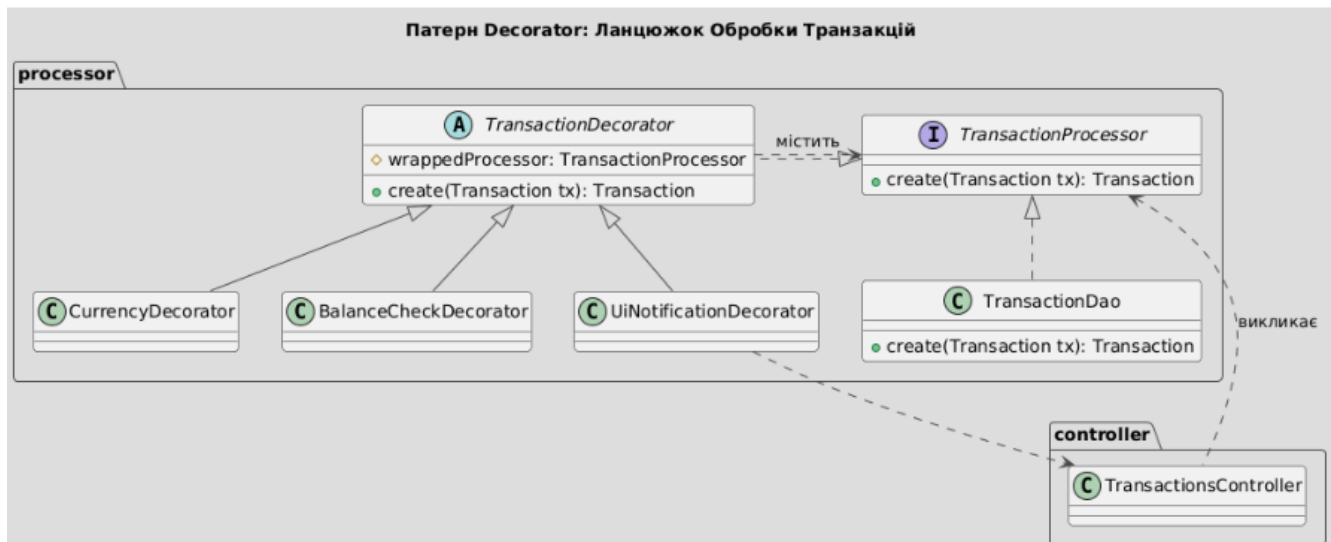 Патерн Decorator: Ланцюжок Обробки Транзакцій
processor
A TransactionDecorator
wrappedProcessor: TransactionProcessor
create(Transaction tx): Transaction
містить
I TransactionProcessor
create(Transaction tx): Transaction
C CurrencyDecorator
C BalanceCheckDecorator
C UiNotificationDecorator
C TransactionDao
create(Transaction tx): Transaction
викликає
controller
C TransactionsController